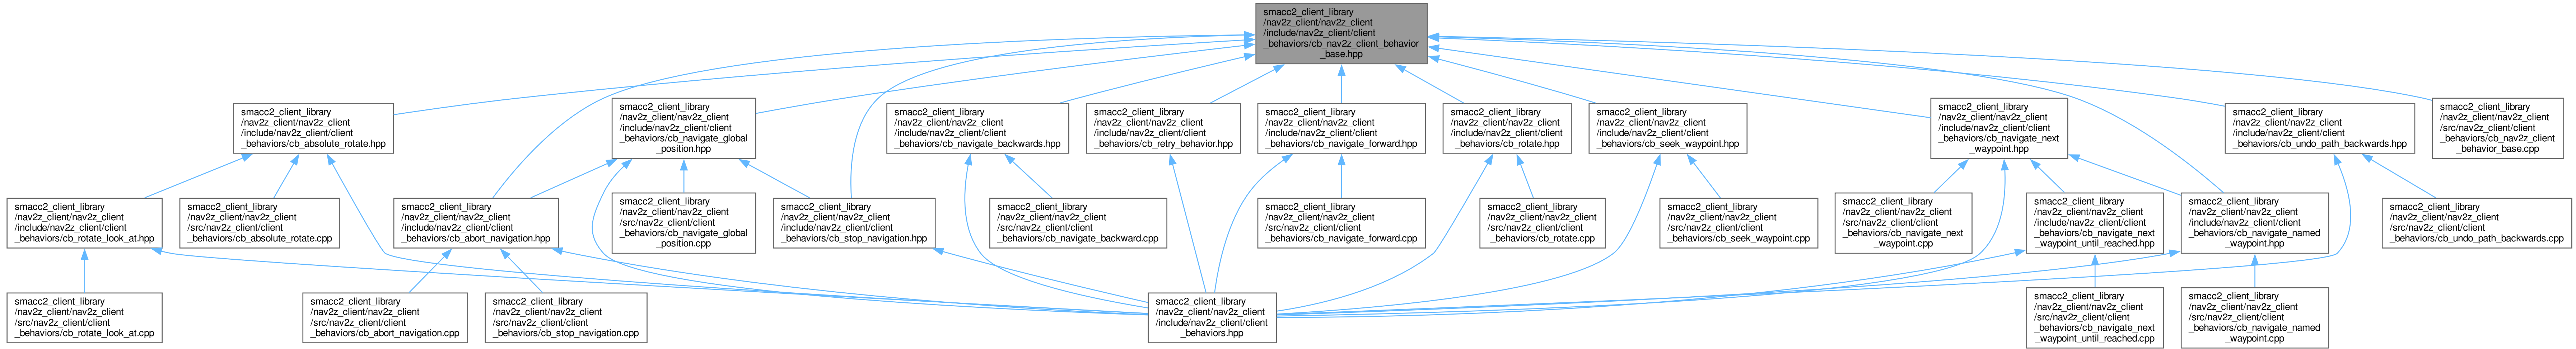 smacc2_client_library
/nav2z_client/nav2z_client
/include/nav2z_client/client
_behaviors/cb_nav2z_client_behavior
_base.hpp
smacc2_client_library
/nav2z_client/nav2z_client
/include/nav2z_client/client
_behaviors/cb_absolute_rotate.hpp
smacc2_client_library
/nav2z_client/nav2z_client
/include/nav2z_client/client
_behaviors/cb_navigate_global
_position.hpp
smacc2_client_library
/nav2z_client/nav2z_client
/include/nav2z_client/client
_behaviors/cb_navigate_backwards.hpp
smacc2_client_library
/nav2z_client/nav2z_client
/include/nav2z_client/client
_behaviors/cb_retry_behavior.hpp
smacc2_client_library
/nav2z_client/nav2z_client
/include/nav2z_client/client
_behaviors/cb_navigate_forward.hpp
smacc2_client_library
/nav2z_client/nav2z_client
/include/nav2z_client/client
_behaviors/cb_rotate.hpp
smacc2_client_library
/nav2z_client/nav2z_client
/include/nav2z_client/client
_behaviors/cb_seek_waypoint.hpp
smacc2_client_library
/nav2z_client/nav2z_client
/include/nav2z_client/client
_behaviors/cb_navigate_next
_waypoint.hpp
smacc2_client_library
/nav2z_client/nav2z_client
/include/nav2z_client/client
_behaviors/cb_undo_path_backwards.hpp
smacc2_client_library
/nav2z_client/nav2z_client
/src/nav2z_client/client
_behaviors/cb_nav2z_client
_behavior_base.cpp
smacc2_client_library
/nav2z_client/nav2z_client
/include/nav2z_client/client
_behaviors/cb_rotate_look_at.hpp
smacc2_client_library
/nav2z_client/nav2z_client
/src/nav2z_client/client
_behaviors/cb_absolute_rotate.cpp
smacc2_client_library
/nav2z_client/nav2z_client
/include/nav2z_client/client
_behaviors/cb_abort_navigation.hpp
smacc2_client_library
/nav2z_client/nav2z_client
/src/nav2z_client/client
_behaviors/cb_navigate_global
_position.cpp
smacc2_client_library
/nav2z_client/nav2z_client
/include/nav2z_client/client
_behaviors/cb_stop_navigation.hpp
smacc2_client_library
/nav2z_client/nav2z_client
/src/nav2z_client/client
_behaviors/cb_navigate_backward.cpp
smacc2_client_library
/nav2z_client/nav2z_client
/src/nav2z_client/client
_behaviors/cb_navigate_forward.cpp
smacc2_client_library
/nav2z_client/nav2z_client
/src/nav2z_client/client
_behaviors/cb_rotate.cpp
smacc2_client_library
/nav2z_client/nav2z_client
/src/nav2z_client/client
_behaviors/cb_seek_waypoint.cpp
smacc2_client_library
/nav2z_client/nav2z_client
/src/nav2z_client/client
_behaviors/cb_navigate_next
_waypoint.cpp
smacc2_client_library
/nav2z_client/nav2z_client
/include/nav2z_client/client
_behaviors/cb_navigate_next
_waypoint_until_reached.hpp
smacc2_client_library
/nav2z_client/nav2z_client
/include/nav2z_client/client
_behaviors/cb_navigate_named
_waypoint.hpp
smacc2_client_library
/nav2z_client/nav2z_client
/src/nav2z_client/client
_behaviors/cb_undo_path_backwards.cpp
smacc2_client_library
/nav2z_client/nav2z_client
/src/nav2z_client/client
_behaviors/cb_rotate_look_at.cpp
smacc2_client_library
/nav2z_client/nav2z_client
/src/nav2z_client/client
_behaviors/cb_abort_navigation.cpp
smacc2_client_library
/nav2z_client/nav2z_client
/src/nav2z_client/client
_behaviors/cb_stop_navigation.cpp
smacc2_client_library
/nav2z_client/nav2z_client
/include/nav2z_client/client
_behaviors.hpp
smacc2_client_library
/nav2z_client/nav2z_client
/src/nav2z_client/client
_behaviors/cb_navigate_next
_waypoint_until_reached.cpp
smacc2_client_library
/nav2z_client/nav2z_client
/src/nav2z_client/client
_behaviors/cb_navigate_named
_waypoint.cpp